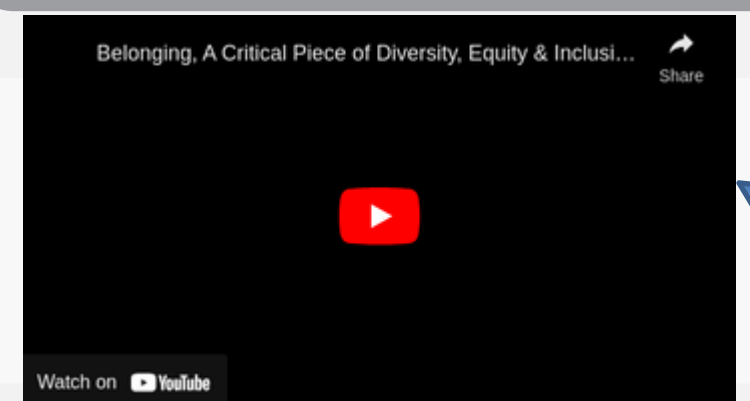 Belonging, A Critical Piece of Diversity, Equity & Inclusi...
Share
Watch on YouTube